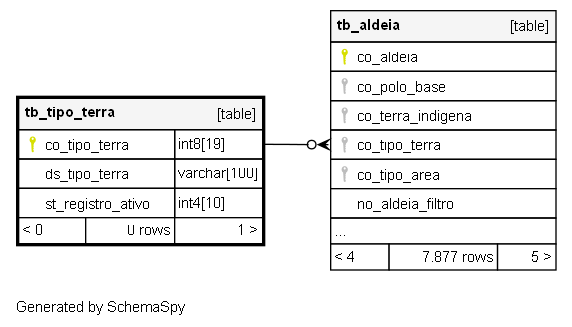 tb_aldeia [table]
co_aldeia
co_polo_base
co_terra_indigena
co_tipo_terra
co_tipo_area
no_aldeia_filtro
...
< 4 7.877 rows 5 >
tb_tipo_terra [table]
co_tipo_terra int8[19]
ds_tipo_terra varchar[100]
st_registro_ativo int4[10]
< 0 0 rows 1 >
Generated by SchemaSpy